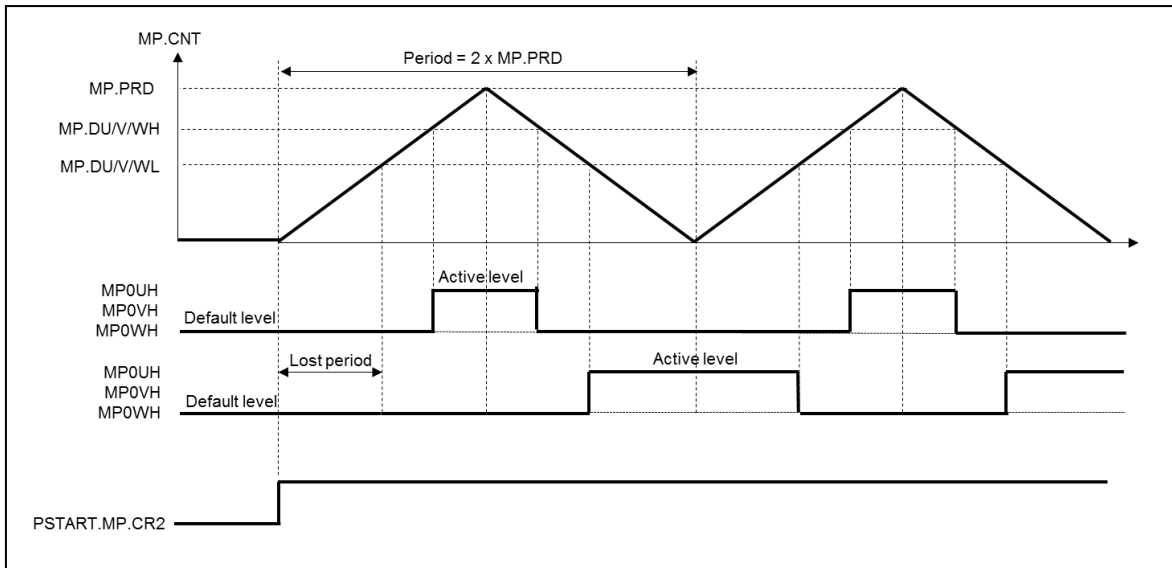 MP.CNT
Period = 2 x MP.PRD
MP.PRD
MP.DU/V/WH
MP.DU/V/WL
MP0UH
MP0VH
MP0WH
Default level
Active level
Lost period
MP0UH
MP0VH
MP0WH
Default level
Active level
PSTART.MP.CR2